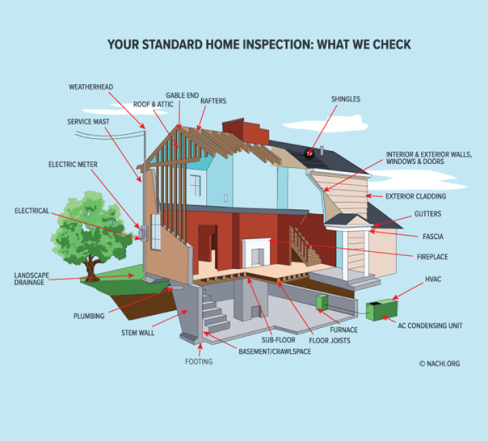 YOUR STANDARD HOME INSPECTION: WHAT WE CHECK
WEATHERHEAD
GABLE END
ROOF & ATTIC
RAFTERS
SHINGLES
SERVICE MAST
INTERIOR & EXTERIOR WALLS,
WINDOWS & DOORS
ELECTRIC METER
EXTERIOR CLADDING
ELECTRICAL
GUTTERS
FASCIA
FIREPLACE
LANDSCAPE
DRAINAGE
HVAC
PLUMBING
STEM WALL
AC CONDENSING UNIT
FURNACE
SUB-FLOOR
FLOOR JOISTS
BASEMENT/CRAWLSPACE
FOOTING
© NACHI.ORG